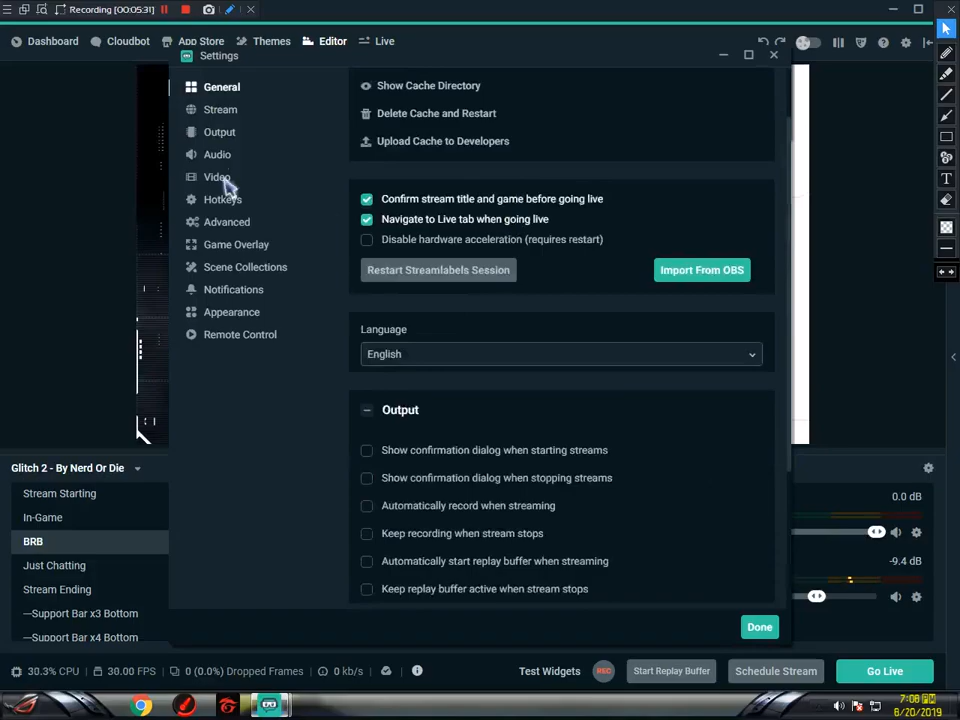 Recording [00:05:31]
Dashboard
Cloudbot
App Store
Themes
Editor
Live
Settings
General
Stream
Output
Audio
Video
Hotkeys
Advanced
Game Overlay
Scene Collections
Notifications
Appearance
Remote Control
Show Cache Directory
Delete Cache and Restart
Upload Cache to Developers
Confirm stream title and game before going live
Navigate to Live tab when going live
Disable hardware acceleration (requires restart)
Restart Streamlabels Session
Import From OBS
Language
English
Output
Show confirmation dialog when starting streams
Show confirmation dialog when stopping streams
Automatically record when streaming
Keep recording when stream stops
Automatically start replay buffer when streaming
Keep replay buffer active when stream stops
Done
Glitch 2 - By Nerd Or Die
Stream Starting
In-Game
BRB
Just Chatting
Stream Ending
—Support Bar x3 Bottom
—Support Bar x4 Bottom
0.0 dB
-9.4 dB
30.3% CPU
30.00 FPS
0 (0.0%) Dropped Frames
0 kb/s
Test Widgets
REC
Start Replay Buffer
Schedule Stream
Go Live
7:06 PM
6/20/2019